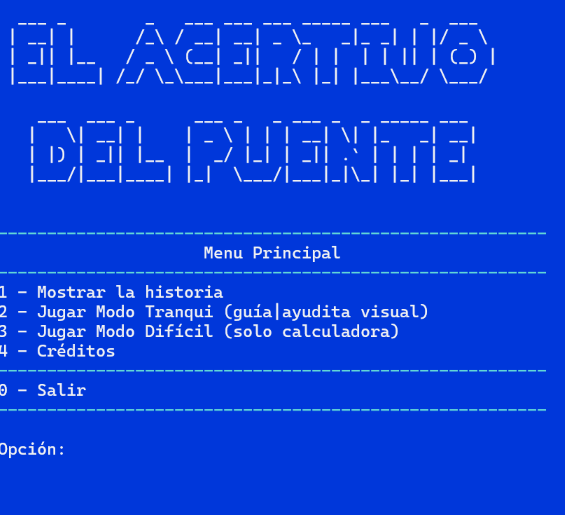 EL ACERTIJO
DEL PUENTE
Menu Principal
1 - Mostrar la historia
2 - Jugar Modo Tranqui (guía|ayudita visual)
3 - Jugar Modo Difícil (solo calculadora)
4 - Créditos
0 - Salir
Opción: